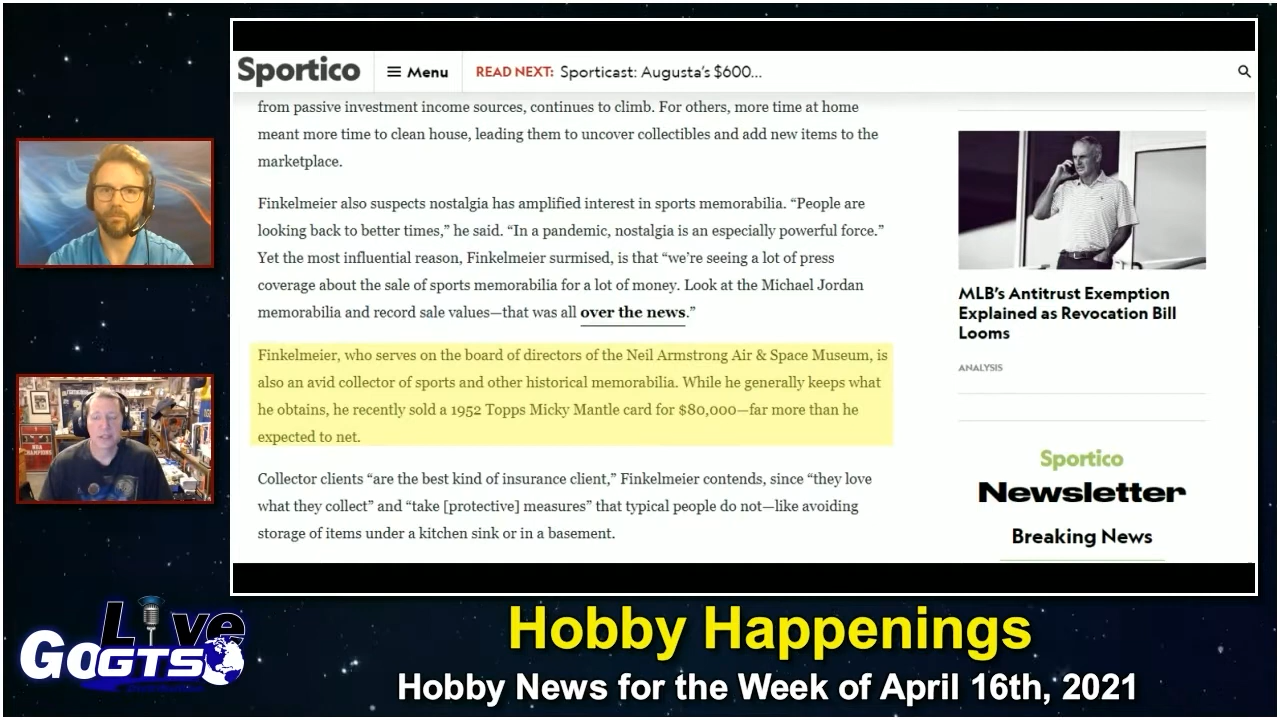 Sportico
Menu
READ NEXT: Sporticast: Augusta's $600...
from passive investment income sources, continues to climb. For others, more time at home
meant more time to clean house, leading them to uncover collectibles and add new items to the
marketplace.
Finkelmeier also suspects nostalgia has amplified interest in sports memorabilia. “People are
looking back to better times,” he said. “In a pandemic, nostalgia is an especially powerful force.”
Yet the most influential reason, Finkelmeier surmised, is that “we’re seeing a lot of press
coverage about the sale of sports memorabilia for a lot of money. Look at the Michael Jordan
memorabilia and record sale values—that was all over the news.”
Finkelmeier, who serves on the board of directors of the Neil Armstrong Air & Space Museum, is
also an avid collector of sports and other historical memorabilia. While he generally keeps what
he obtains, he recently sold a 1952 Topps Micky Mantle card for $80,000—far more than he
expected to net.
Collector clients “are the best kind of insurance client,” Finkelmeier contends, since “they love
what they collect” and “take [protective] measures” that typical people do not—like avoiding
storage of items under a kitchen sink or in a basement.
MLB’s Antitrust Exemption
Explained as Revocation Bill
Looms
ANALYSIS
Sportico
Newsletter
Breaking News
NBA
CHAMPIONS
Live
GoGTS
Hobby Happenings
Hobby News for the Week of April 16th, 2021